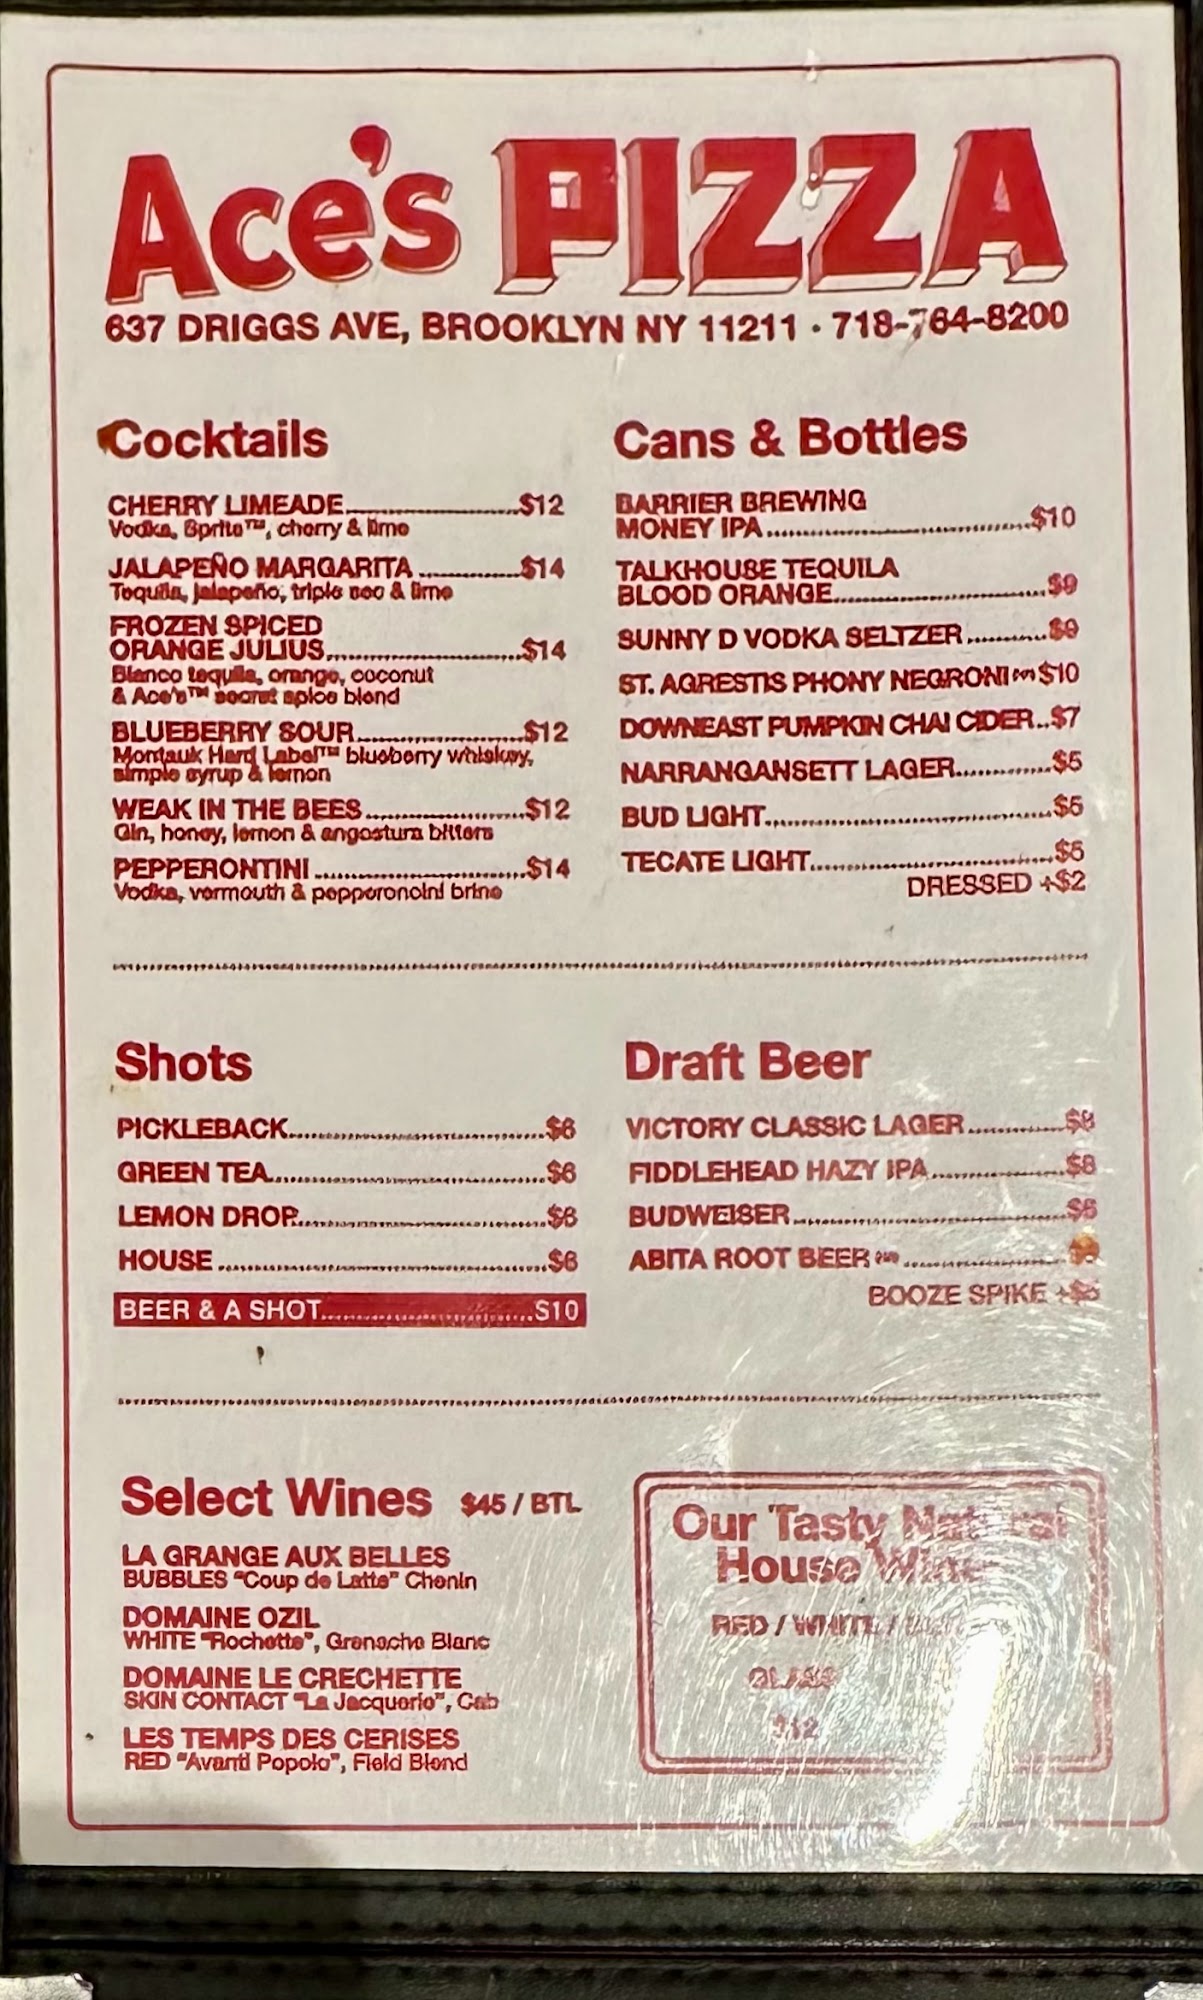 Ace's PIZZA
637 DRIGGS AVE, BROOKLYN NY 11211 · 718-764-8200
Cocktails
CHERRY LIMEADE $12
Vodka, Sprite™, cherry & lime
JALAPEÑO MARGARITA $14
Tequila, jalapeño, triple sec & lime
FROZEN SPICED
ORANGE JULIUS $14
Blanco tequila, orange, coconut
& Ace's™ secret spice blend
BLUEBERRY SOUR $12
Montauk Hard Label™ blueberry whiskey,
simple syrup & lemon
WEAK IN THE BEES $12
Gin, honey, lemon & angostura bitters
PEPPERONTINI $14
Vodka, vermouth & pepperoncini brine
Cans & Bottles
BARRIER BREWING
MONEY IPA $10
TALKHOUSE TEQUILA
BLOOD ORANGE $9
SUNNY D VODKA SELTZER $9
ST. AGRESTIS PHONY NEGRONI $10
DOWNEAST PUMPKIN CHAI CIDER $7
NARRANGANSETT LAGER $5
BUD LIGHT
TECATE LIGHT
DRESSED +$2
Shots
PICKLEBACK $6
GREEN TEA $6
LEMON DROP $6
HOUSE $6
BEER & A SHOT $10
Draft Beer
VICTORY CLASSIC LAGER
FIDDLEHEAD HAZY IPA $8
BUDWEISER $6
ABITA ROOT BEER
BOOZE SPIKE
Select Wines $45 / BTL
LA GRANGE AUX BELLES
BUBBLES "Coup de Latte" Chenin
DOMAINE OZIL
WHITE "Rochette", Grenache Blanc
DOMAINE LE CRECHETTE
SKIN CONTACT "La Jacquerie", Cab
LES TEMPS DES CERISES
RED "Avanti Popolo", Field Blend
Our Tasty Natural
House Wine
RED / WHITE /
GLASS
$12